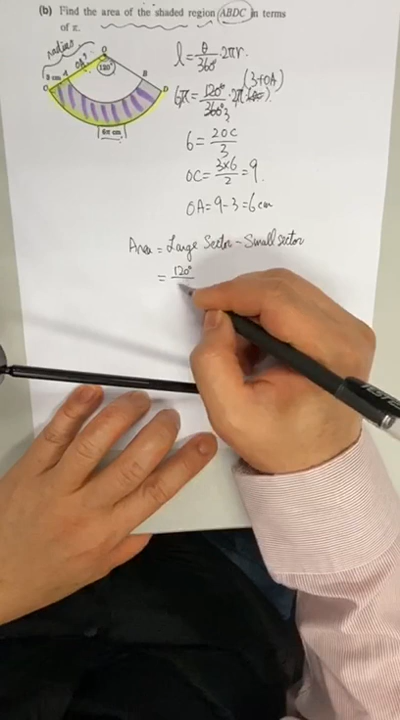 (b) Find the area of the shaded region ABDC in terms
of π.
radius
O
OA?
120°
3 cm
A
B
C
D
6π cm
l = θ/360° · 2πr
(3+OA)
6π = 120°/360° 3 · 2π
6 = 2OC/3
OC = 3×6/2 = 9.
OA = 9 - 3 = 6 cm
Area = Large Sector - Small sector
= 120°